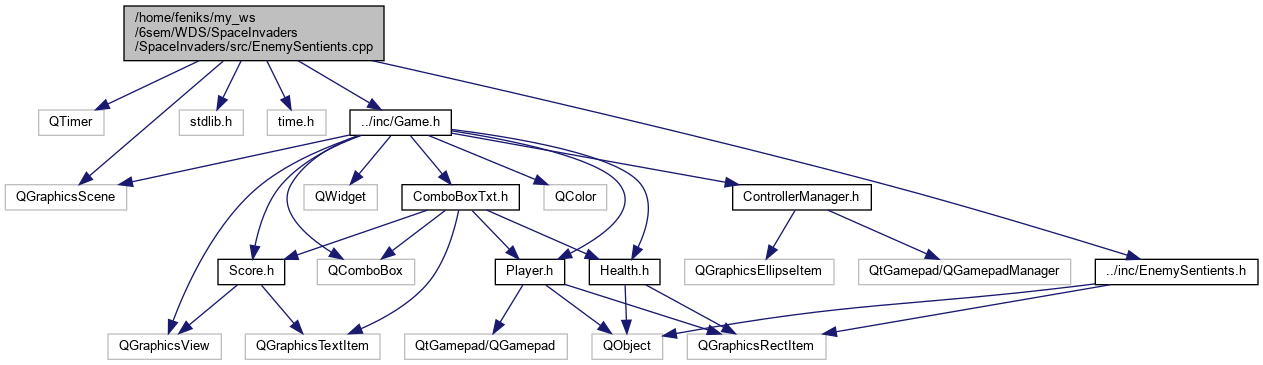 /home/feniks/my_ws
/6sem/WDS/SpaceInvaders
/SpaceInvaders/src/EnemySentients.cpp
QTimer
stdlib.h
time.h
../inc/Game.h
QGraphicsScene
QWidget
ComboBoxTxt.h
QColor
ControllerManager.h
Score.h
QComboBox
Player.h
Health.h
QGraphicsEllipseItem
QtGamepad/QGamepadManager
../inc/EnemySentients.h
QGraphicsView
QGraphicsTextItem
QtGamepad/QGamepad
QObject
QGraphicsRectItem